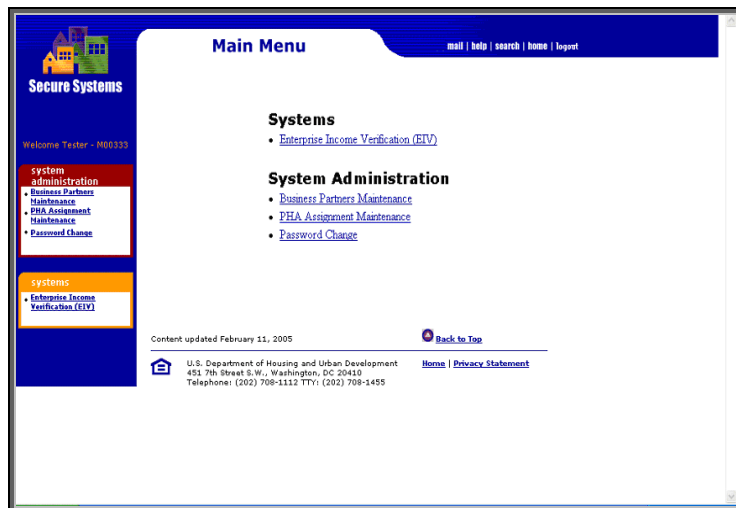 Main Menu
mail | help | search | home | logout
Secure Systems
Welcome Tester - M00333
system
administration
• Business Partners
Maintenance
• PHA Assignment
Maintenance
• Password Change
systems
• Enterprise Income
Verification (EIV)
Systems
• Enterprise Income Verification (EIV)
System Administration
• Business Partners Maintenance
• PHA Assignment Maintenance
• Password Change
Content updated February 11, 2005
Back to Top
U.S. Department of Housing and Urban Development
451 7th Street S.W., Washington, DC 20410
Telephone: (202) 708-1112 TTY: (202) 708-1455
Home | Privacy Statement